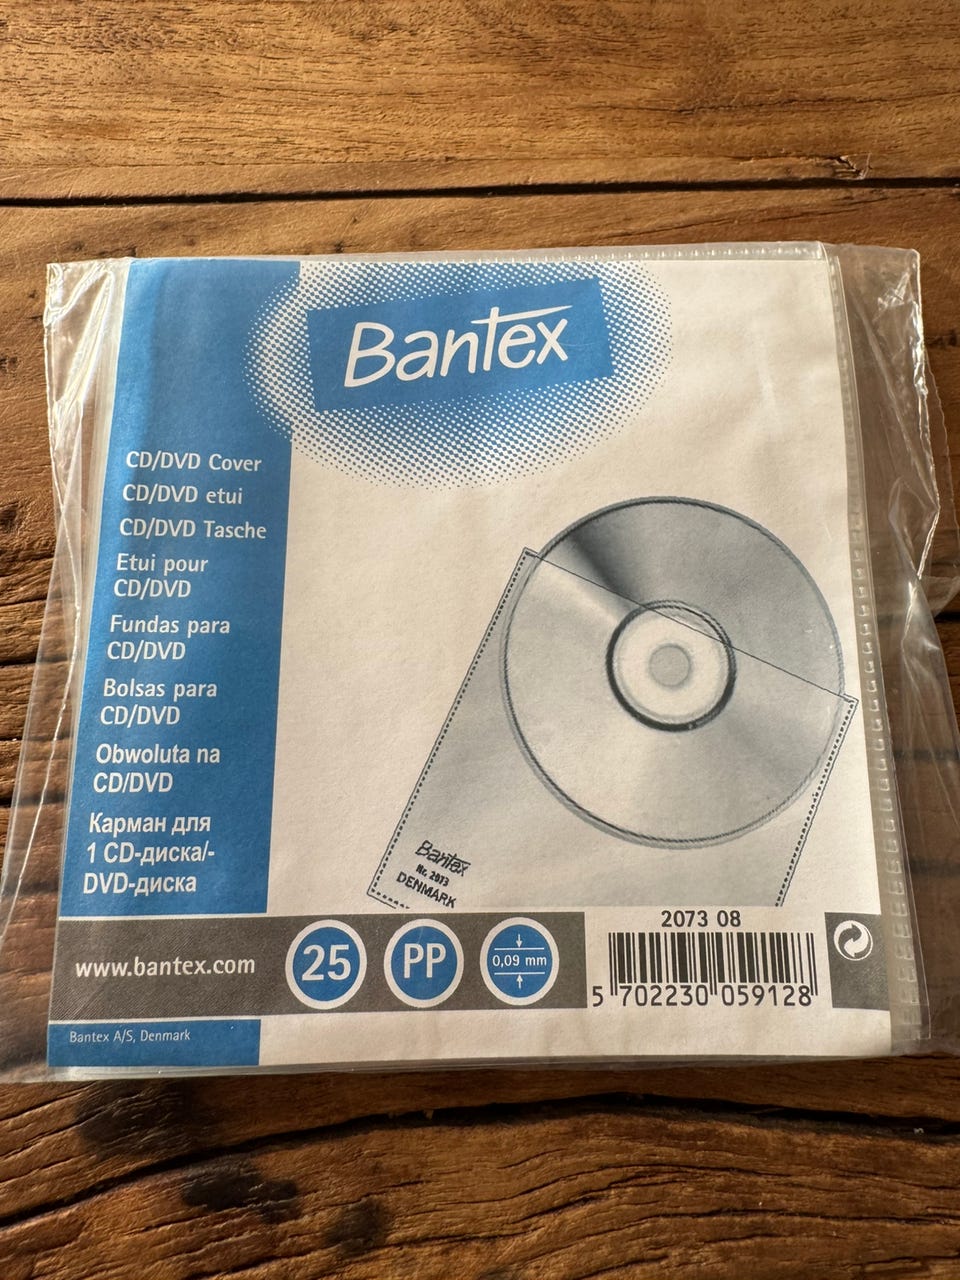 Bantex
CD/DVD Cover
CD/DVD etui
CD/DVD Tasche
Etui pour
CD/DVD
Fundas para
CD/DVD
Bolsas para
CD/DVD
Obwoluta na
CD/DVD
Карман для
1 CD-диска/-
DVD-диска
Bantex
Nr. 2073
DENMARK
www.bantex.com
25
PP
0,09 mm
2073 08
5 702230 059128
Bantex A/S, Denmark